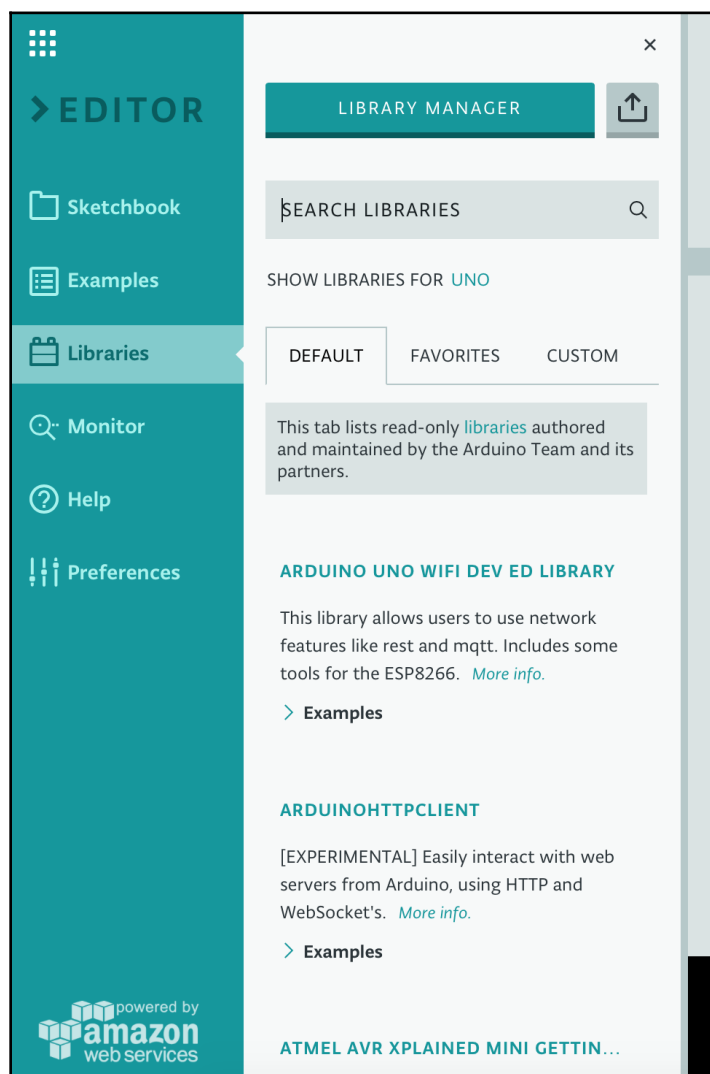 EDITOR
Sketchbook
Examples
Libraries
Monitor
Help
Preferences
powered by
amazon
web services
LIBRARY MANAGER
SEARCH LIBRARIES
SHOW LIBRARIES FOR UNO
DEFAULT FAVORITES CUSTOM
This tab lists read-only libraries authored
and maintained by the Arduino Team and its
partners.
ARDUINO UNO WIFI DEV ED LIBRARY
This library allows users to use network
features like rest and mqtt. Includes some
tools for the ESP8266. More info.
Examples
ARDUINOHTTPCLIENT
[EXPERIMENTAL] Easily interact with web
servers from Arduino, using HTTP and
WebSocket's. More info.
Examples
ATMEL AVR XPLAINED MINI GETTIN...